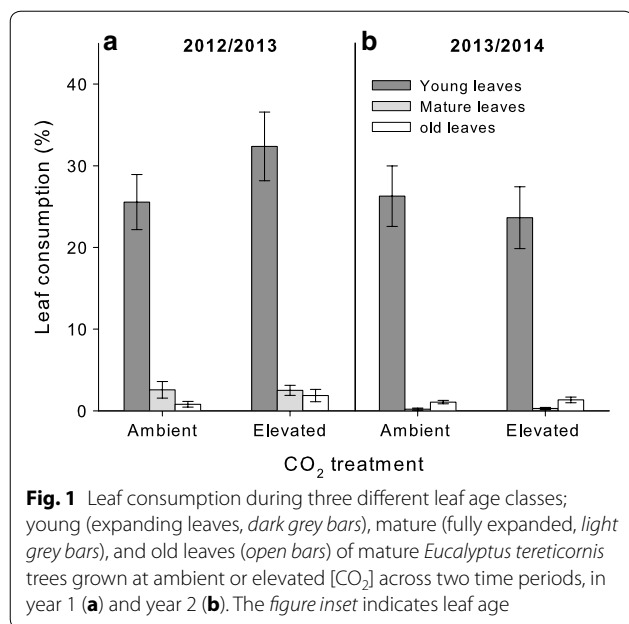 a 2012/2013 b 2013/2014
Young leaves
Mature leaves
old leaves
40
30
20
10
0
Leaf consumption (%)
Ambient Elevated Ambient Elevated
CO₂ treatment
Fig. 1 Leaf consumption during three different leaf age classes;
young (expanding leaves, dark grey bars), mature (fully expanded, light
grey bars), and old leaves (open bars) of mature Eucalyptus tereticornis
trees grown at ambient or elevated [CO₂] across two time periods, in
year 1 (a) and year 2 (b). The figure inset indicates leaf age